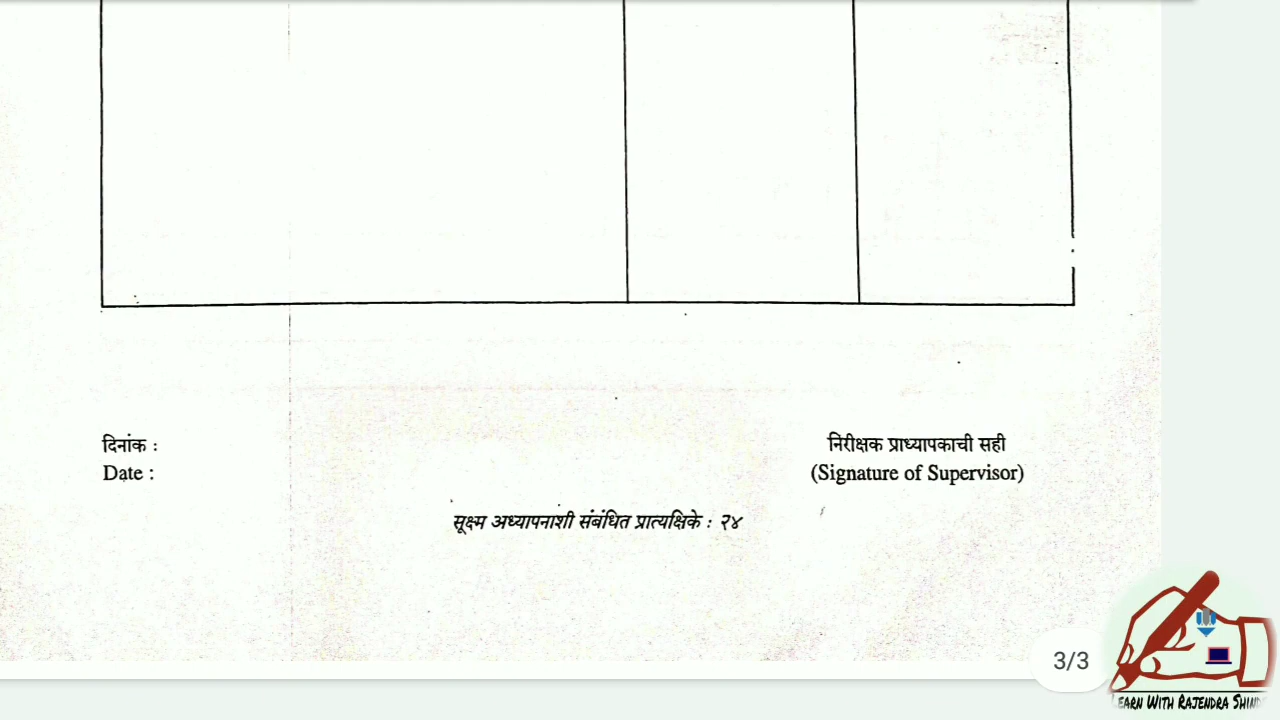 दिनांक :
Date :
निरीक्षक प्राध्यापकाची सही
(Signature of Supervisor)
सूक्ष्म अध्यापनाशी संबंधित प्रात्यक्षिके : २४
3/3
LEARN WITH RAJENDRA SHINDE